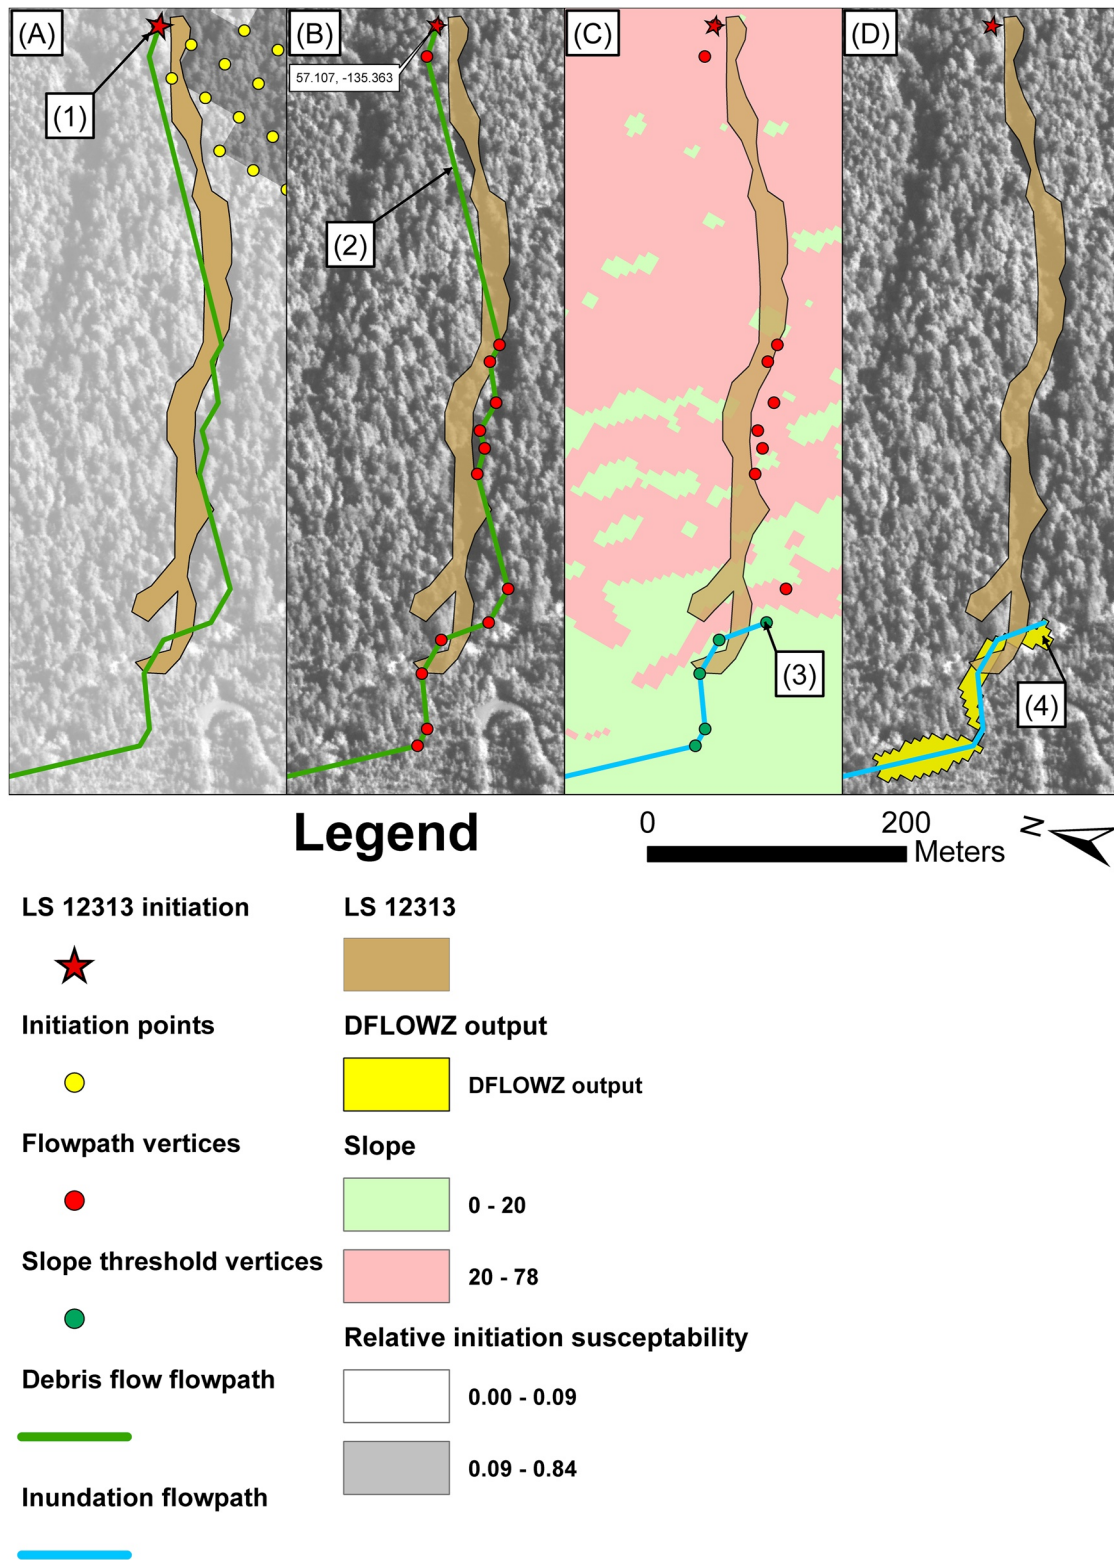 (A)
(B)
(C)
(D)
57.107, -135.363
(1)
(2)
(3)
(4)
Legend
0
200
Meters
N
LS 12313 initiation
Initiation points
Flowpath vertices
Slope threshold vertices
Debris flow flowpath
Inundation flowpath
LS 12313
DFLOWZ output
DFLOWZ output
Slope
0 - 20
20 - 78
Relative initiation susceptability
0.00 - 0.09
0.09 - 0.84